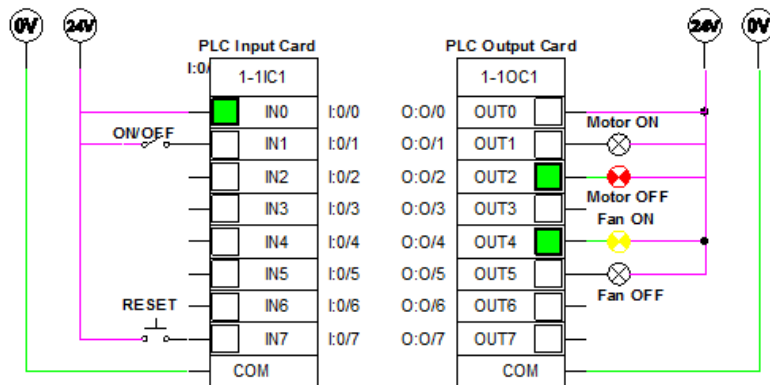 0V 24V 24V 0V
PLC Input Card PLC Output Card
I:0/
1-1IC1 1-1OC1
IN0 I:0/0 O:O/0 OUT0
Motor ON
ON/OFF IN1 I:0/1 O:O/1 OUT1
IN2 I:0/2 O:O/2 OUT2
Motor OFF
IN3 I:0/3 O:O/3 OUT3
Fan ON
IN4 I:0/4 O:O/4 OUT4
IN5 I:0/5 O:O/5 OUT5
Fan OFF
RESET IN6 I:0/6 O:O/6 OUT6
IN7 I:0/7 O:O/7 OUT7
COM COM